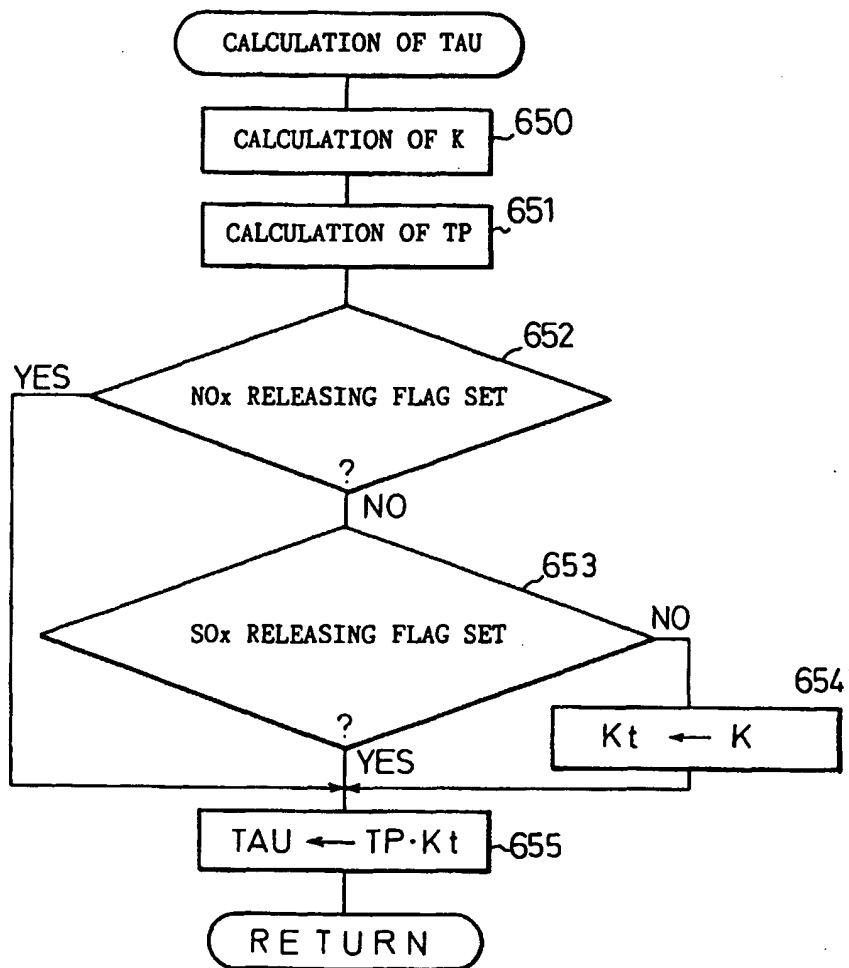 CALCULATION OF TAU
CALCULATION OF K
650
CALCULATION OF TP
651
652
YES
NOx RELEASING FLAG SET
?
NO
653
SOx RELEASING FLAG SET
NO
654
Kt ← K
?
YES
TAU ← TP·Kt
655
RETURN